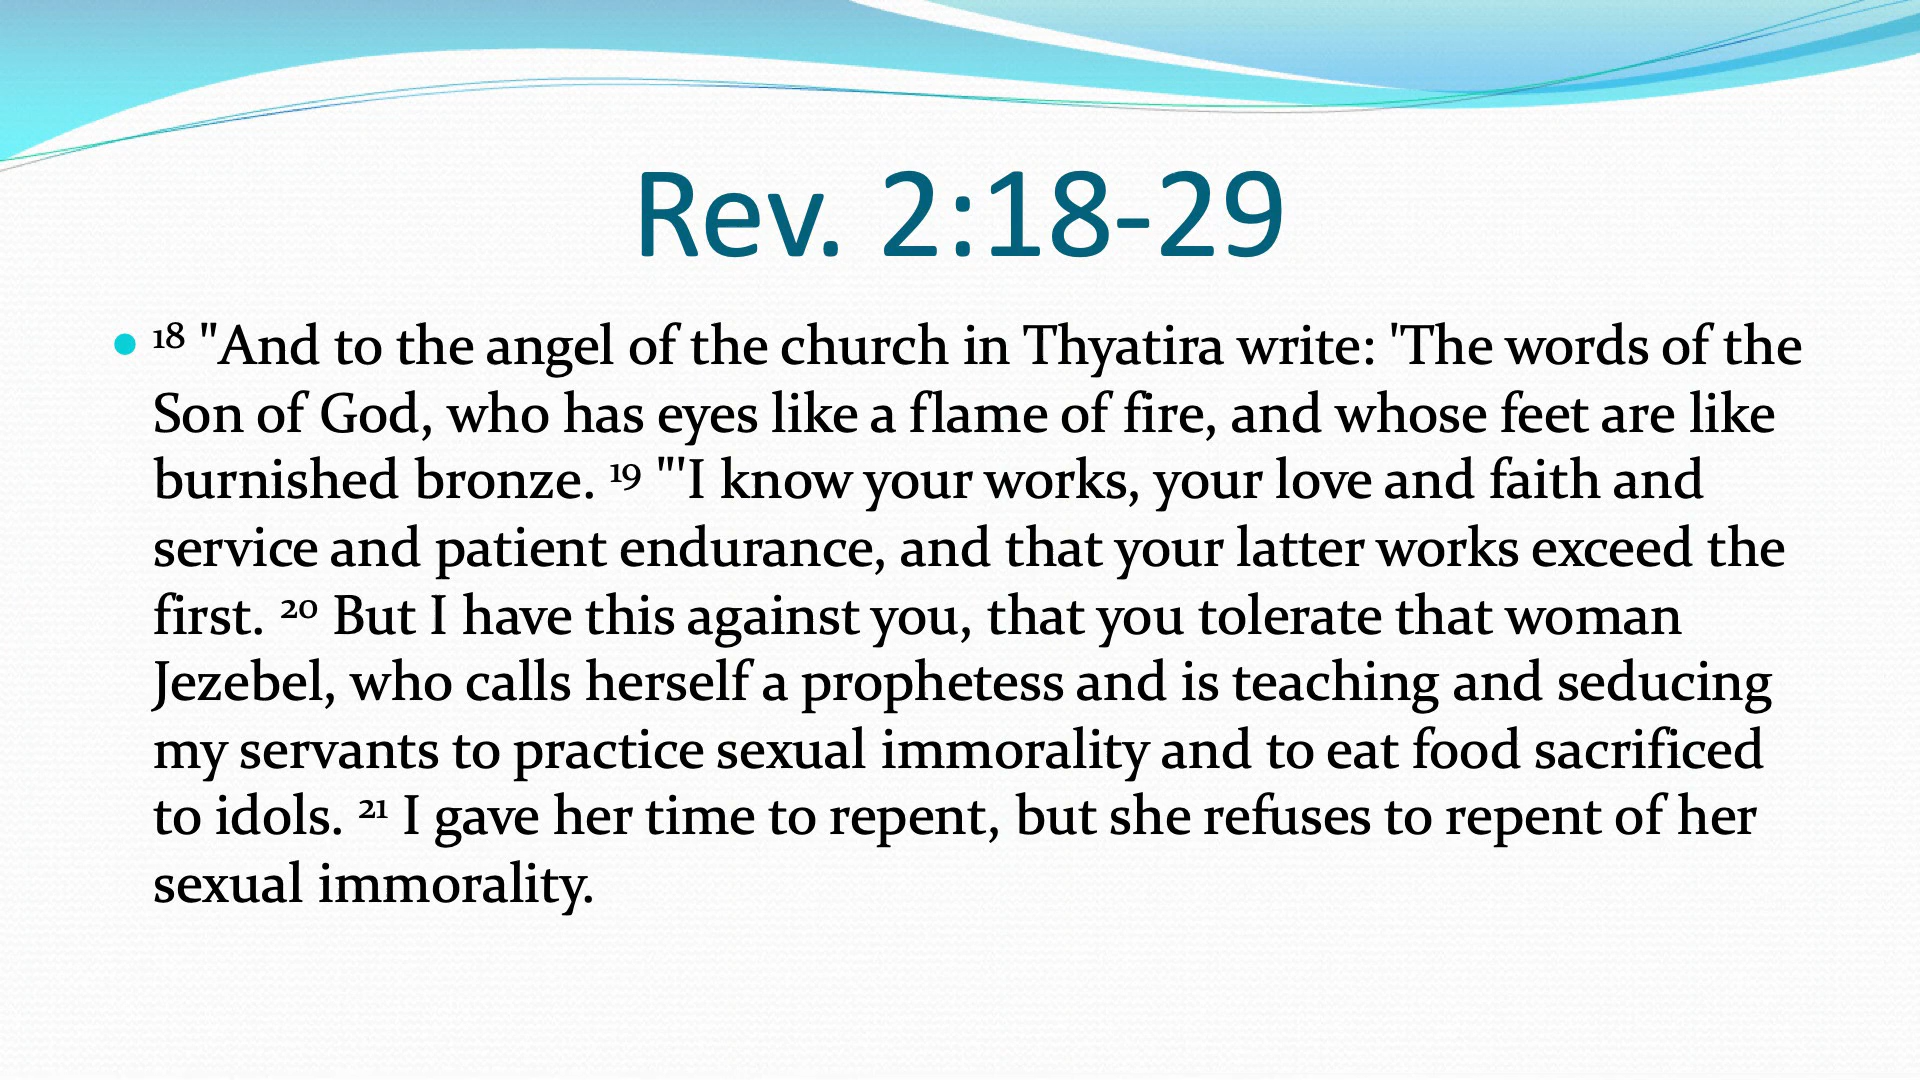 Rev. 2:18-29
• 18 "And to the angel of the church in Thyatira write: 'The words of the
Son of God, who has eyes like a flame of fire, and whose feet are like
burnished bronze. 19 "'I know your works, your love and faith and
service and patient endurance, and that your latter works exceed the
first. 20 But I have this against you, that you tolerate that woman
Jezebel, who calls herself a prophetess and is teaching and seducing
my servants to practice sexual immorality and to eat food sacrificed
to idols. 21 I gave her time to repent, but she refuses to repent of her
sexual immorality.